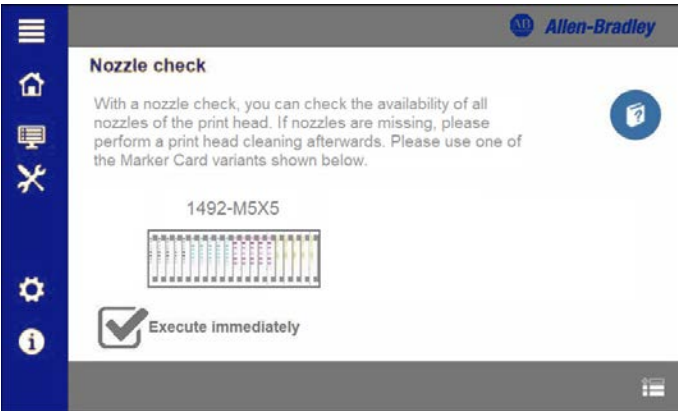 AB Allen-Bradley
Nozzle check
With a nozzle check, you can check the availability of all
nozzles of the print head. If nozzles are missing, please
perform a print head cleaning afterwards. Please use one of
the Marker Card variants shown below.
1492-M5X5
Execute immediately